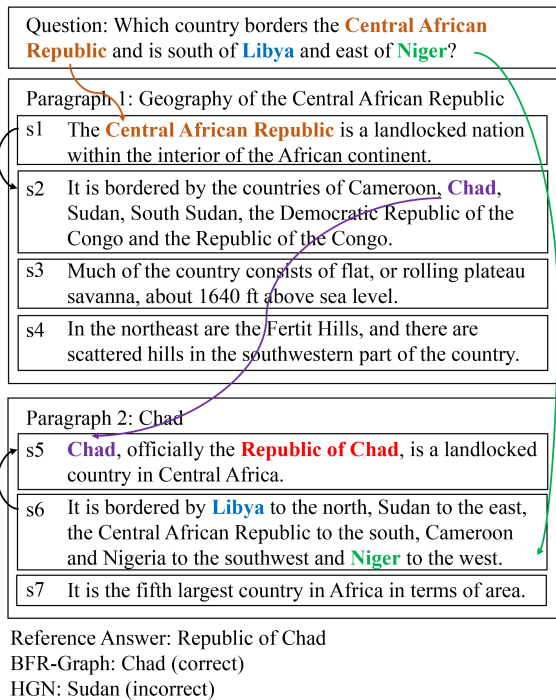 Question: Which country borders the Central African
Republic and is south of Libya and east of Niger?
Paragraph 1: Geography of the Central African Republic
s1 The Central African Republic is a landlocked nation
within the interior of the African continent.
s2 It is bordered by the countries of Cameroon, Chad,
Sudan, South Sudan, the Democratic Republic of the
Congo and the Republic of the Congo.
s3 Much of the country consists of flat, or rolling plateau
savanna, about 1640 ft above sea level.
s4 In the northeast are the Fertit Hills, and there are
scattered hills in the southwestern part of the country.
Paragraph 2: Chad
s5 Chad, officially the Republic of Chad, is a landlocked
country in Central Africa.
s6 It is bordered by Libya to the north, Sudan to the east,
the Central African Republic to the south, Cameroon
and Nigeria to the southwest and Niger to the west.
s7 It is the fifth largest country in Africa in terms of area.
Reference Answer: Republic of Chad
BFR-Graph: Chad (correct)
HGN: Sudan (incorrect)